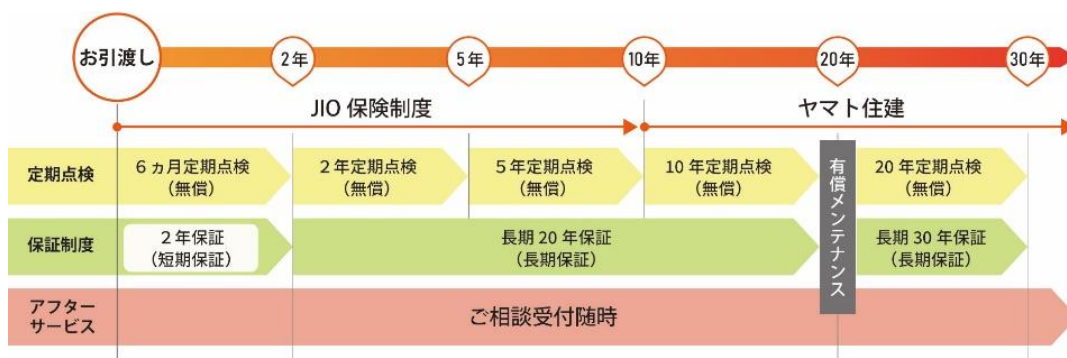 お引渡し
2年
5年
10年
20年
30年
JIO 保険制度
ヤマト住建
定期点検
6ヵ月定期点検
(無償)
2年定期点検
(無償)
5年定期点検
(無償)
10年定期点検
(無償)
有償メンテナンス
20年定期点検
(無償)
保証制度
2年保証
(短期保証)
長期20年保証
(長期保証)
長期30年保証
(長期保証)
アフター
サービス
ご相談受付随時